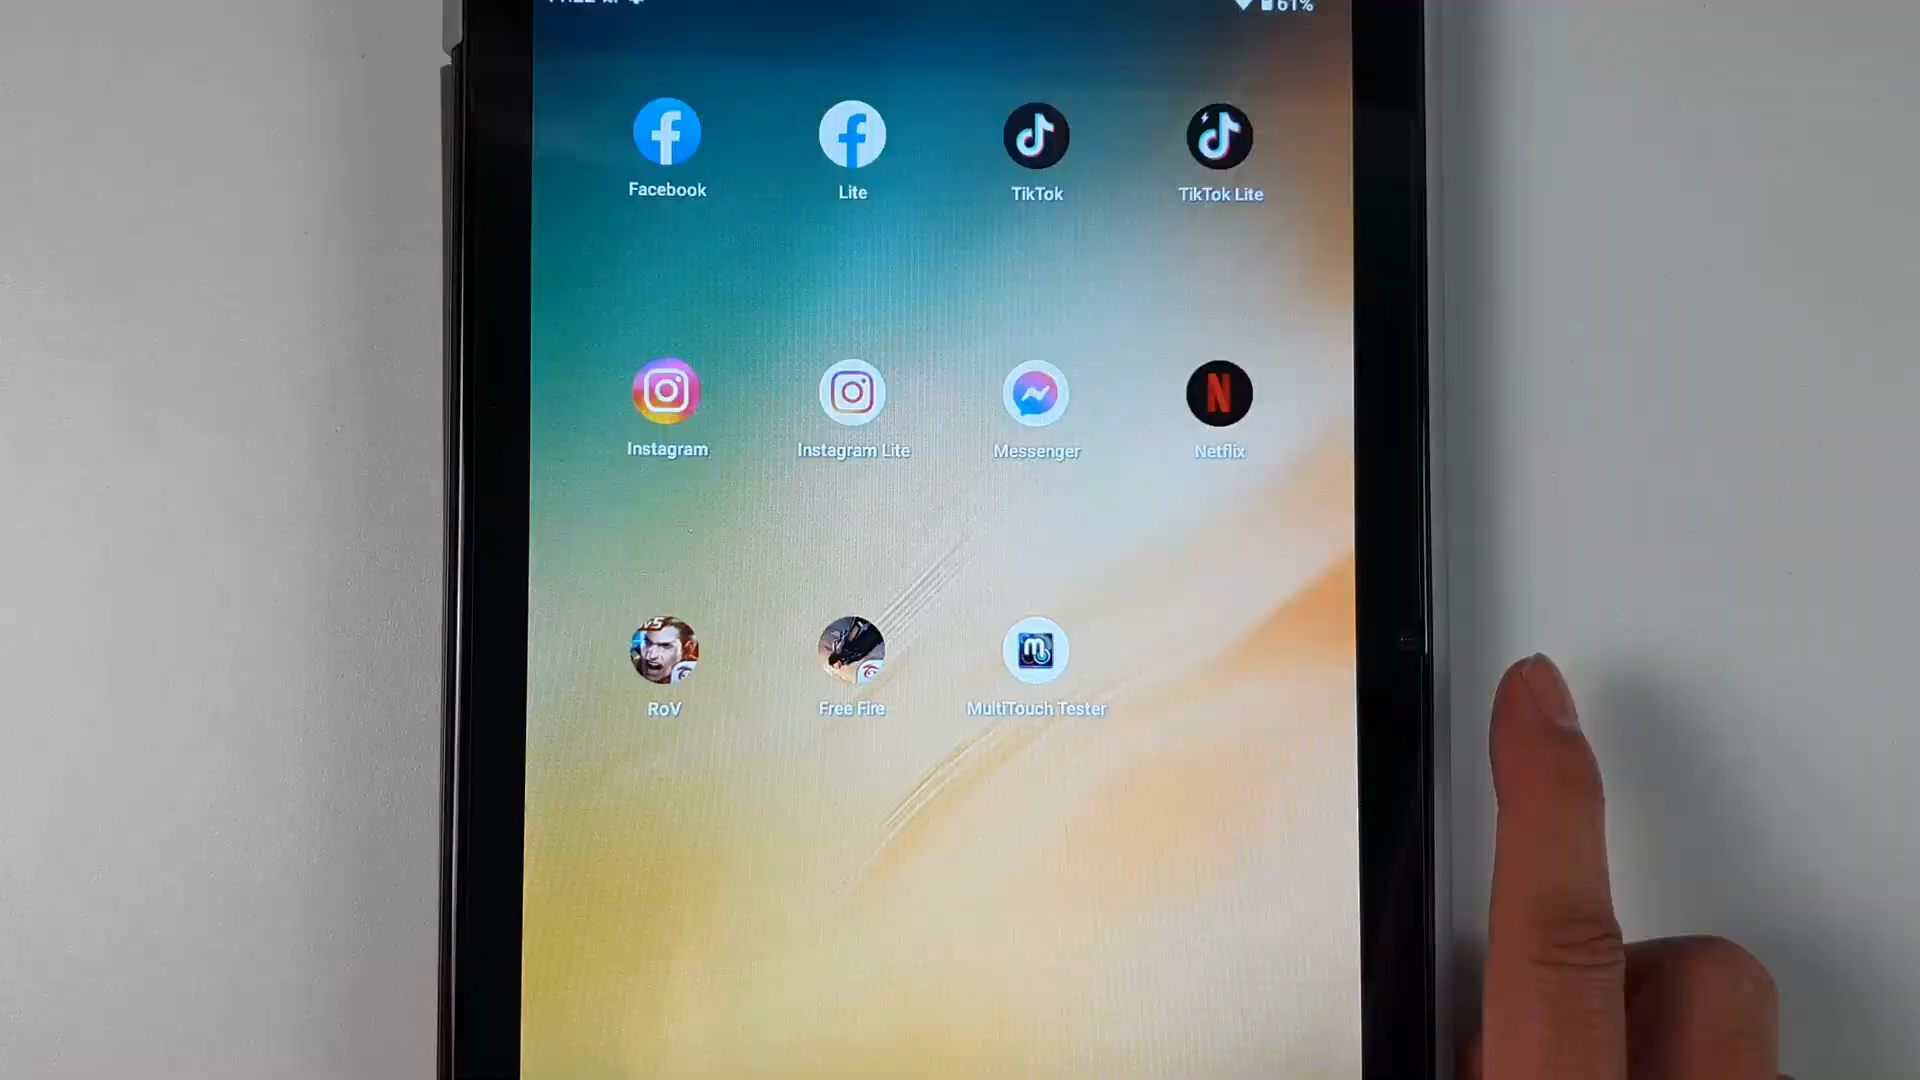 61%
Facebook Lite TikTok TikTok Lite
Instagram Instagram Lite Messenger Netflix
RoV Free Fire MultiTouch Tester